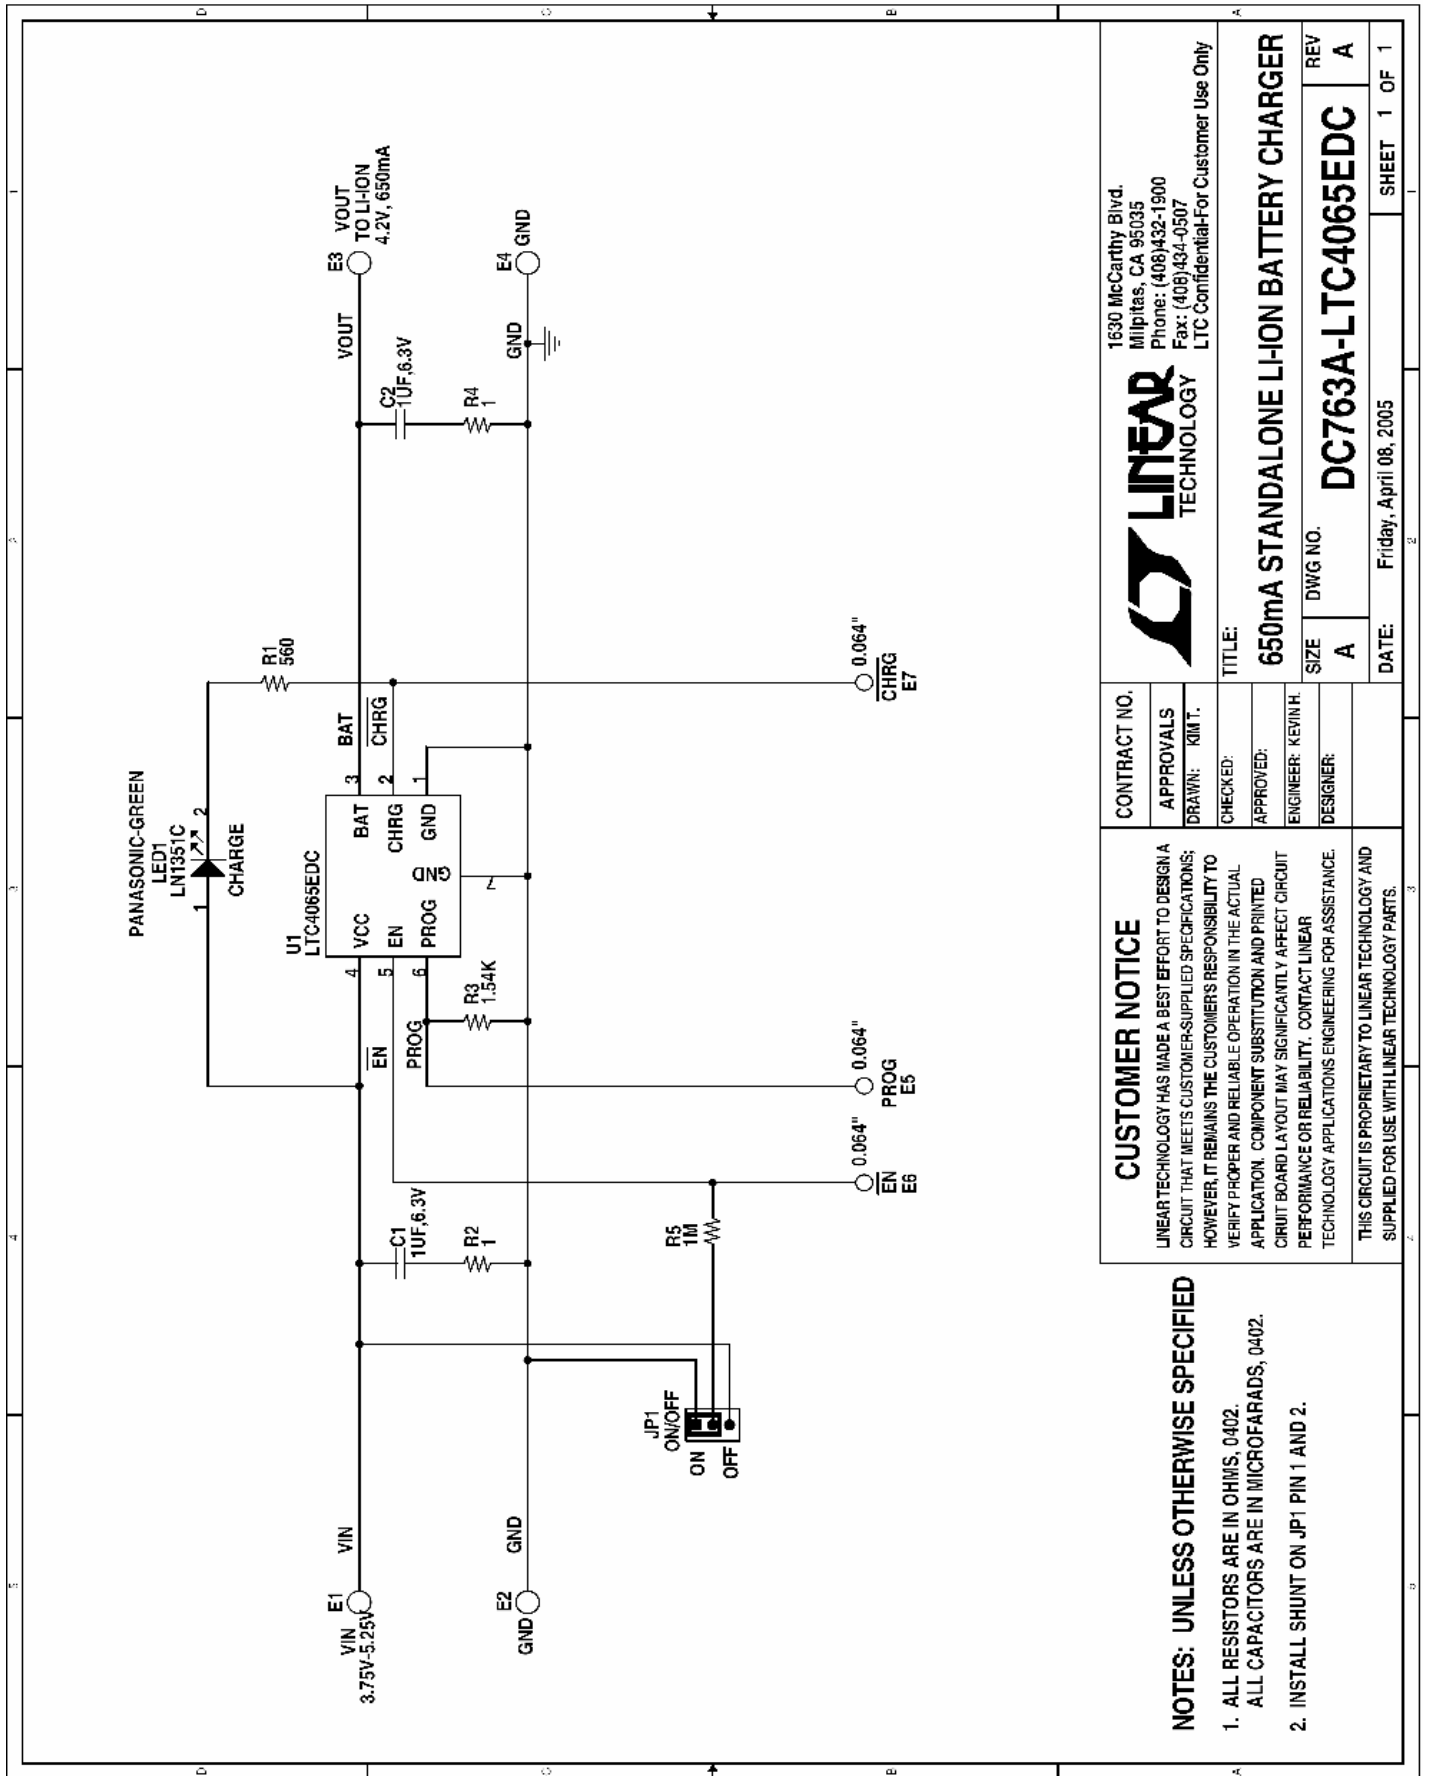 D
C
B
A
1
2
3
4
5
PANASONIC-GREEN
LED1
LN1351C
1
2
CHARGE
R1
560
U1
LTC4065EDC
4
VCC
BAT
3
BAT
5
EN
CHRG
2
CHRG
6
PROG
GND
GND
1
7
EN
PROG
R3
1.54K
E3
VOUT
TO LI-ION
4.2V, 650mA
VOUT
C2
1UF,6.3V
R4
1
E4
GND
GND
E1
VIN
3.75V-5.25V
VIN
C1
1UF,6.3V
R2
1
E2
GND
GND
JP1
ON/OFF
ON
OFF
R5
1M
0.064"
EN
E6
0.064"
PROG
E5
0.064"
CHRG
E7
NOTES: UNLESS OTHERWISE SPECIFIED
1. ALL RESISTORS ARE IN OHMS, 0402.
ALL CAPACITORS ARE IN MICROFARADS, 0402.
2. INSTALL SHUNT ON JP1 PIN 1 AND 2.
CUSTOMER NOTICE
LINEAR TECHNOLOGY HAS MADE A BEST EFFORT TO DESIGN A
CIRCUIT THAT MEETS CUSTOMER-SUPPLIED SPECIFICATIONS;
HOWEVER, IT REMAINS THE CUSTOMER'S RESPONSIBILITY TO
VERIFY PROPER AND RELIABLE OPERATION IN THE ACTUAL
APPLICATION. COMPONENT SUBSTITUTION AND PRINTED
CIRUIT BOARD LAYOUT MAY SIGNIFICANTLY AFFECT CIRCUIT
PERFORMANCE OR RELIABILITY. CONTACT LINEAR
TECHNOLOGY APPLICATIONS ENGINEERING FOR ASSISTANCE.
THIS CIRCUIT IS PROPRIETARY TO LINEAR TECHNOLOGY AND
SUPPLIED FOR USE WITH LINEAR TECHNOLOGY PARTS.
CONTRACT NO.
APPROVALS
DRAWN: KIM T.
CHECKED:
APPROVED:
ENGINEER: KEVIN H.
DESIGNER:
LINEAR
TECHNOLOGY
1630 McCarthy Blvd.
Milpitas, CA 95035
Phone: (408)432-1900
Fax: (408)434-0507
LTC Confidential-For Customer Use Only
TITLE:
650mA STANDALONE LI-ION BATTERY CHARGER
SIZE
A
DWG NO.
DC763A-LTC4065EDC
REV
A
DATE: Friday, April 08, 2005
SHEET 1 OF 1
D
C
B
A
1
2
3
4
5